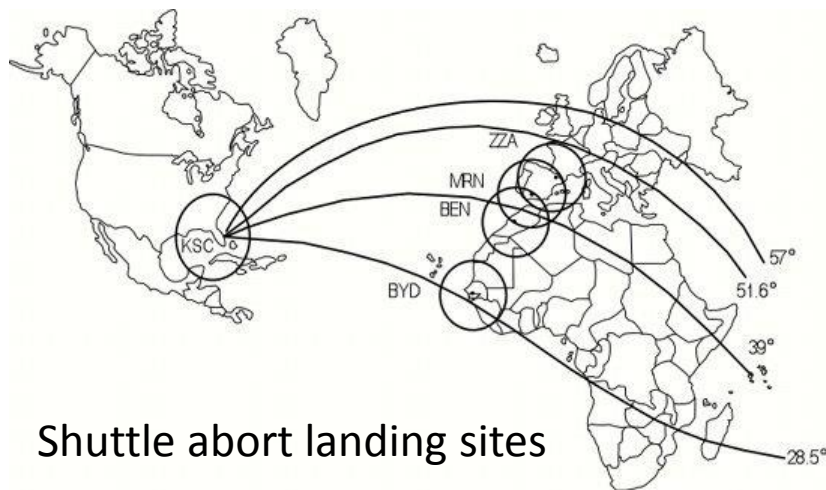 ZZA
MRN
BEN
KSC
57°
51.6°
BYD
39°
Shuttle abort landing sites
28.5°